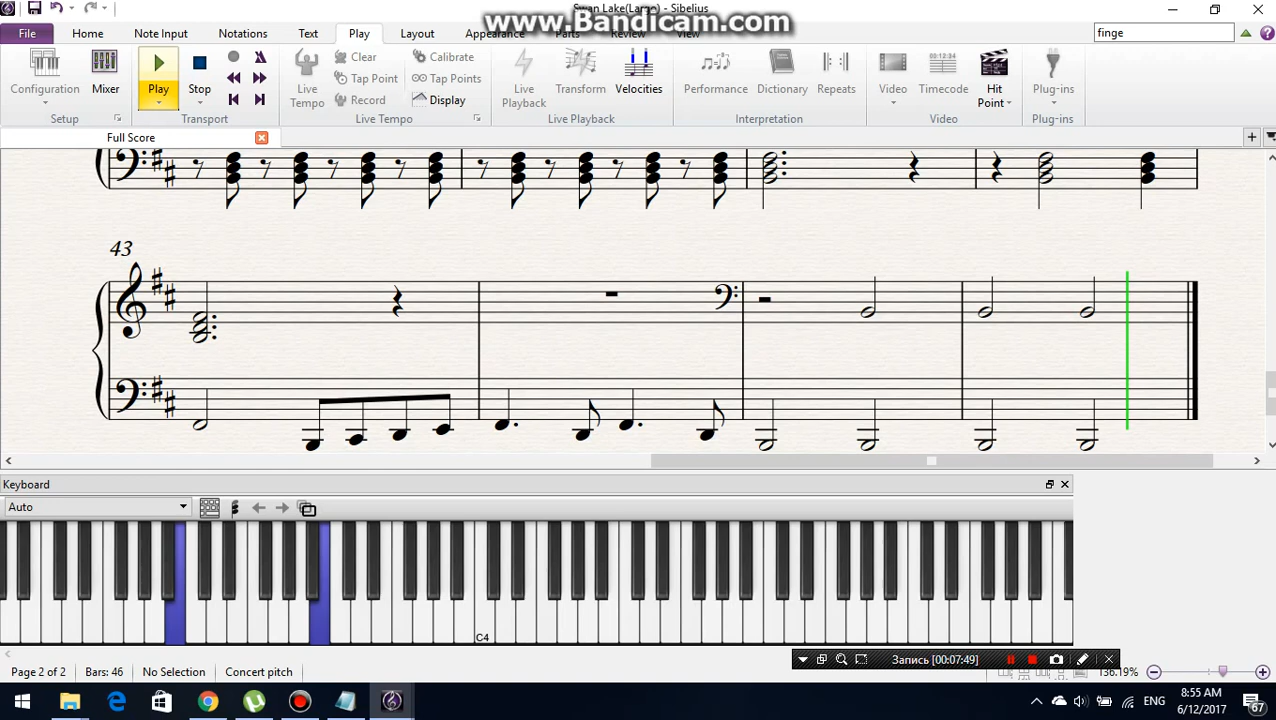 Swan Lake(Largo) - Sibelius
www.Bandicam.com
File Home Note Input Notations Text Play Layout Appearance Parts Review View finge
Configuration Mixer Play Stop Live Tempo Clear Tap Point Record Calibrate Tap Points Display Live Playback Transform Velocities Performance Dictionary Repeats Video Timecode Hit Point Plug-ins
Setup Transport Live Tempo Live Playback Interpretation Video Plug-ins
Full Score
43
Keyboard
Auto
C4
Запись [00:07:49]
Page 2 of 2 Bars: 46 No Selection Concert pitch 136.19%
ENG 8:55 AM
6/12/2017 67